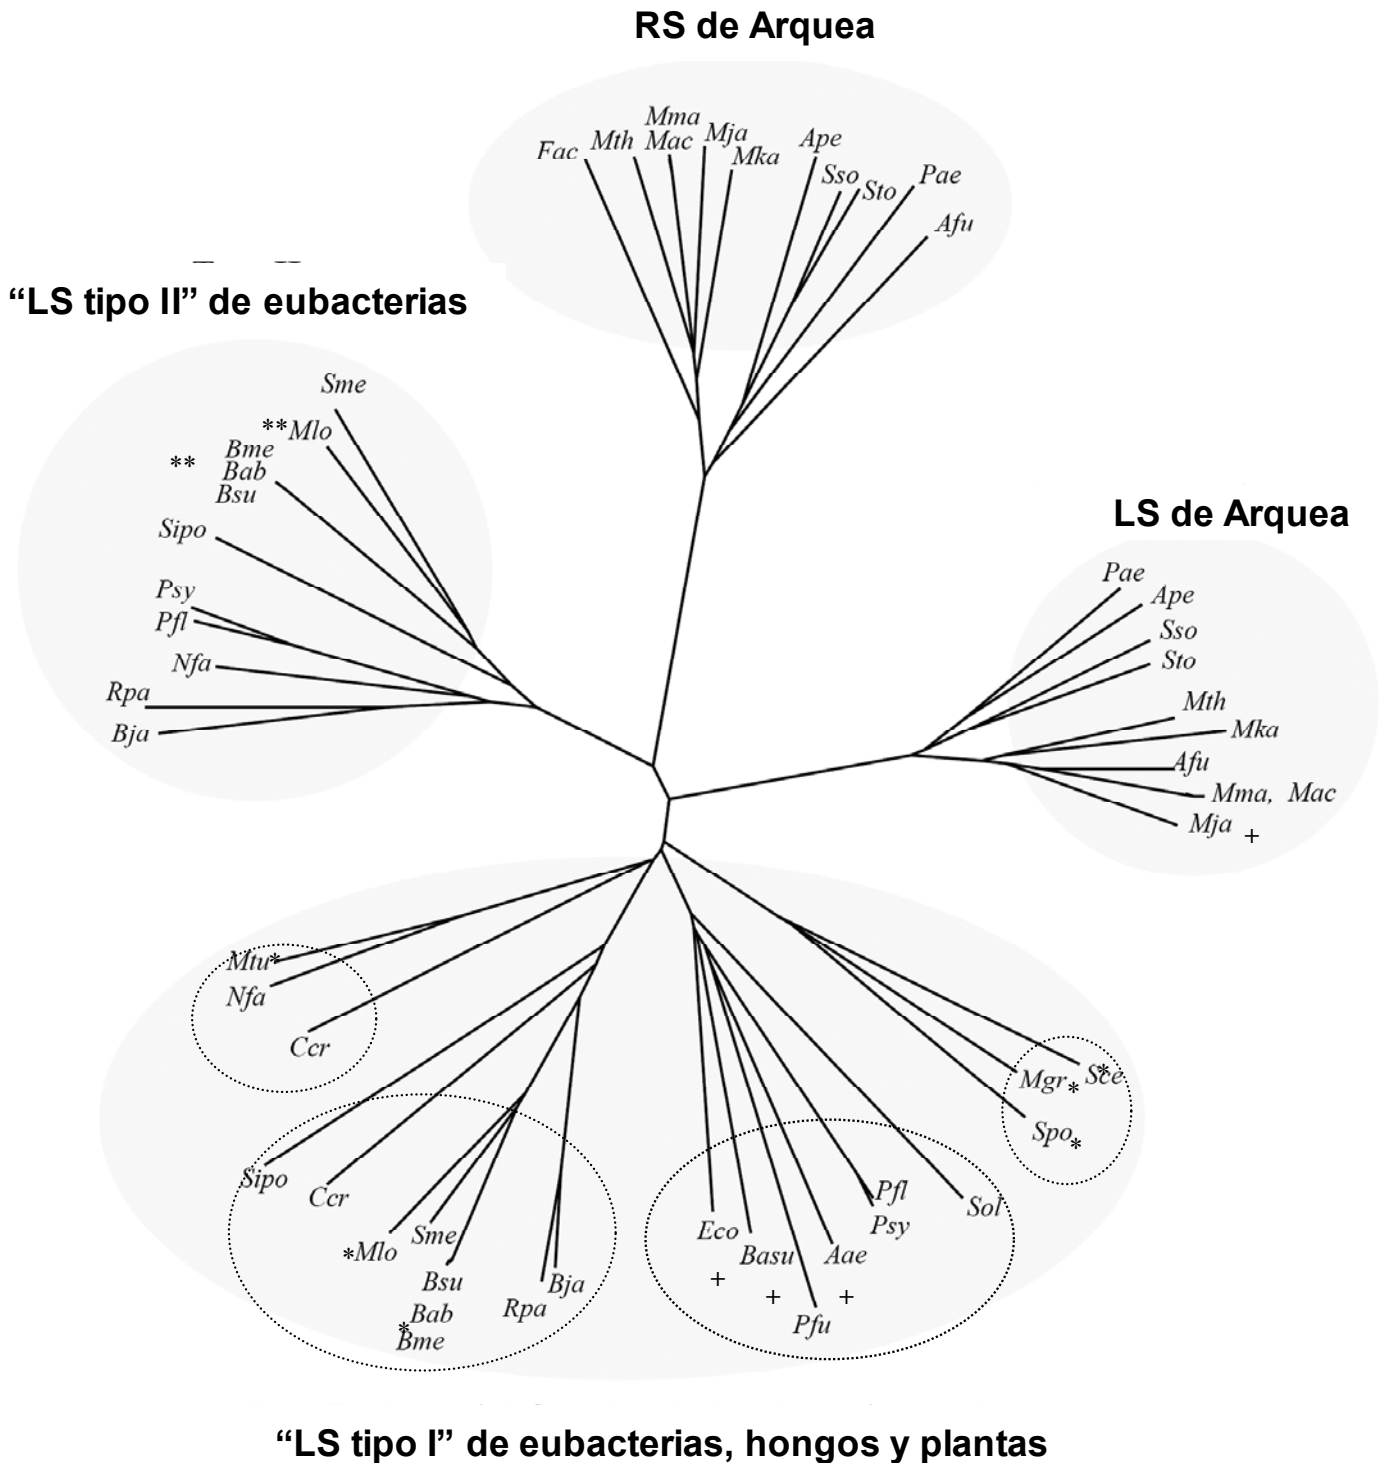 RS de Arquea
Mma
Fac Mth Mac Mja Mka Ape
Sso Sto Pae
Afu
“LS tipo II” de eubacterias
Sme
**Mlo
Bme
** Bab
Bsu
Sipo
Psy
Pfl
Nfa
Rpa
Bja
LS de Arquea
Pae
Ape
Sso
Sto
Mth
Mka
Afu
Mma, Mac
Mja +
Mtu*
Nfa
Ccr
Sipo
Ccr
*Mlo
Sme
Bsu
Bab
*Bme
Rpa
Bja
Eco
+
Basu
+
Pfu
Aae
+
Pfl
Psy
Sol
Mgr*
Sce*
Spo*
“LS tipo I” de eubacterias, hongos y plantas